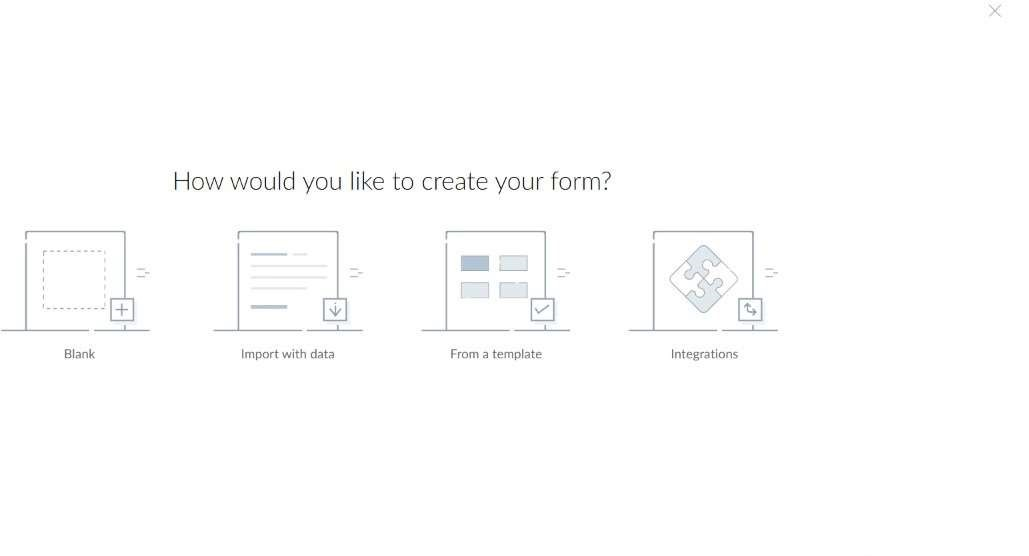 How would you like to create your form?
Blank
Import with data
From a template
Integrations